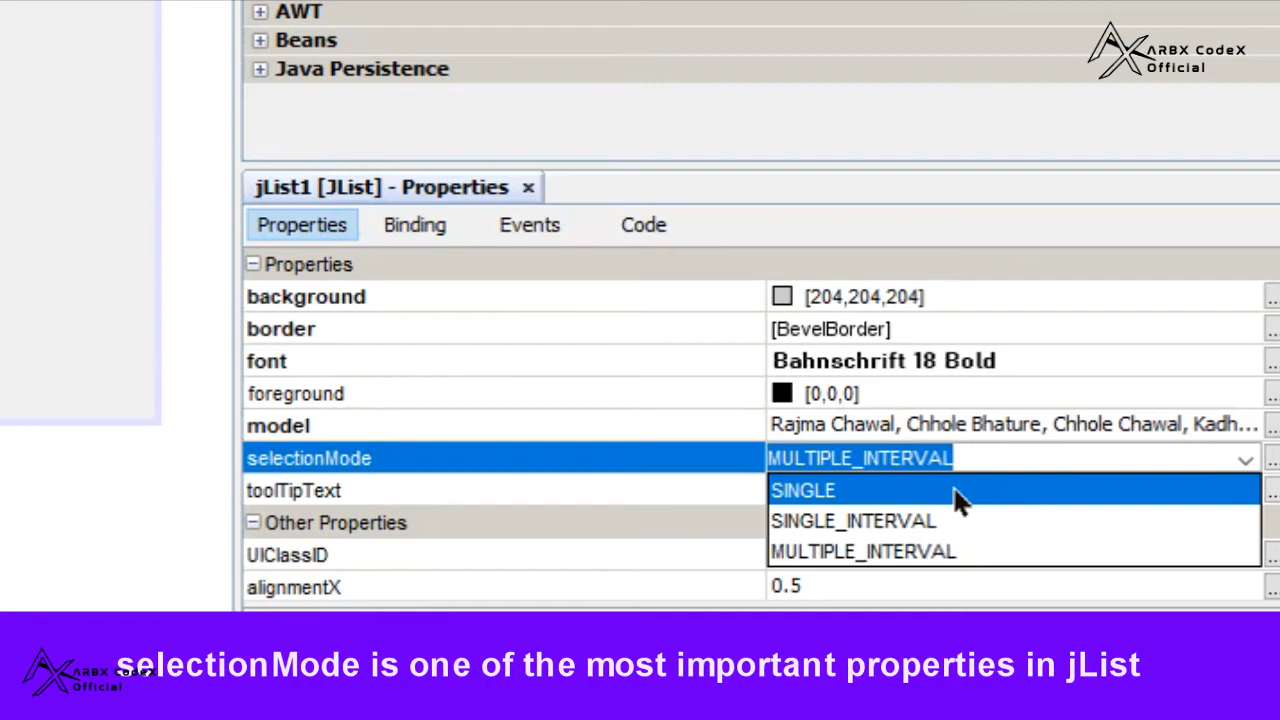 AWT
Beans
Java Persistence
ARBX CodeX
Official
jList1 [JList] - Properties ×
Properties Binding Events Code
Properties
background [204,204,204] ...
border [BevelBorder] ...
font Bahnschrift 18 Bold ...
foreground [0,0,0] ...
model Rajma Chawal, Chhole Bhature, Chhole Chawal, Kadh... ...
selectionMode MULTIPLE_INTERVAL ...
SINGLE
toolTipText
SINGLE_INTERVAL
Other Properties
MULTIPLE_INTERVAL
UIClassID
alignmentX 0.5
selectionMode is one of the most important properties in jList
ARBX CodeX
Official